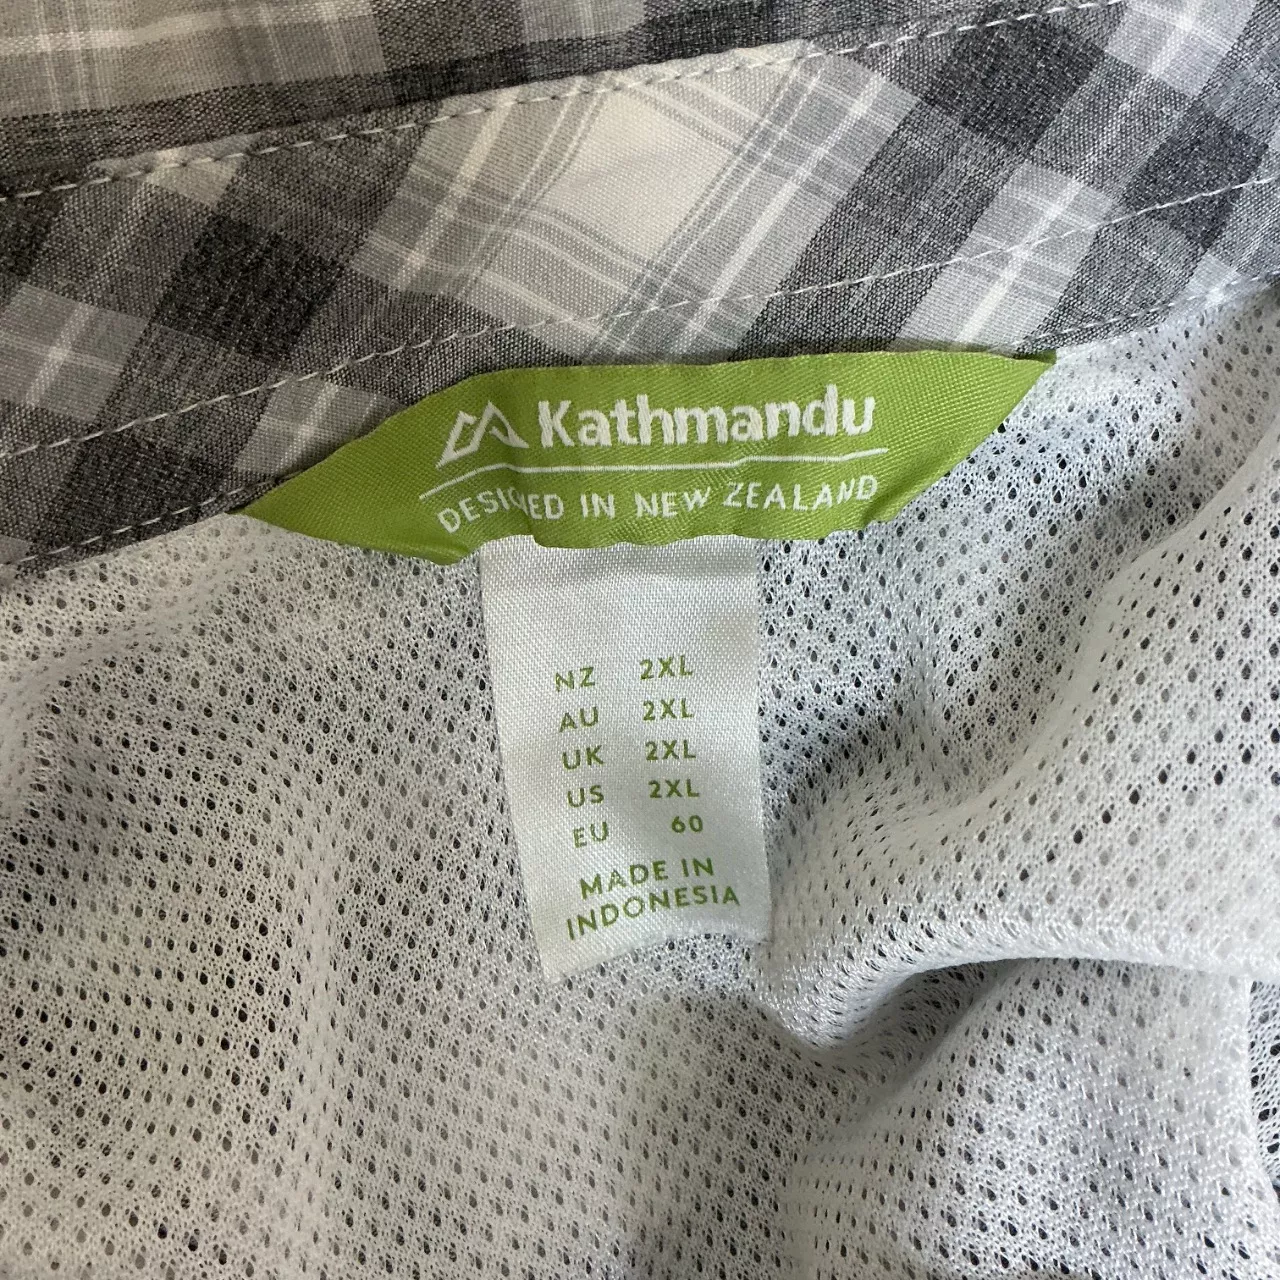 Kathmandu
DESIGNED IN NEW ZEALAND
NZ 2XL
AU 2XL
UK 2XL
US 2XL
EU 60
MADE IN
INDONESIA